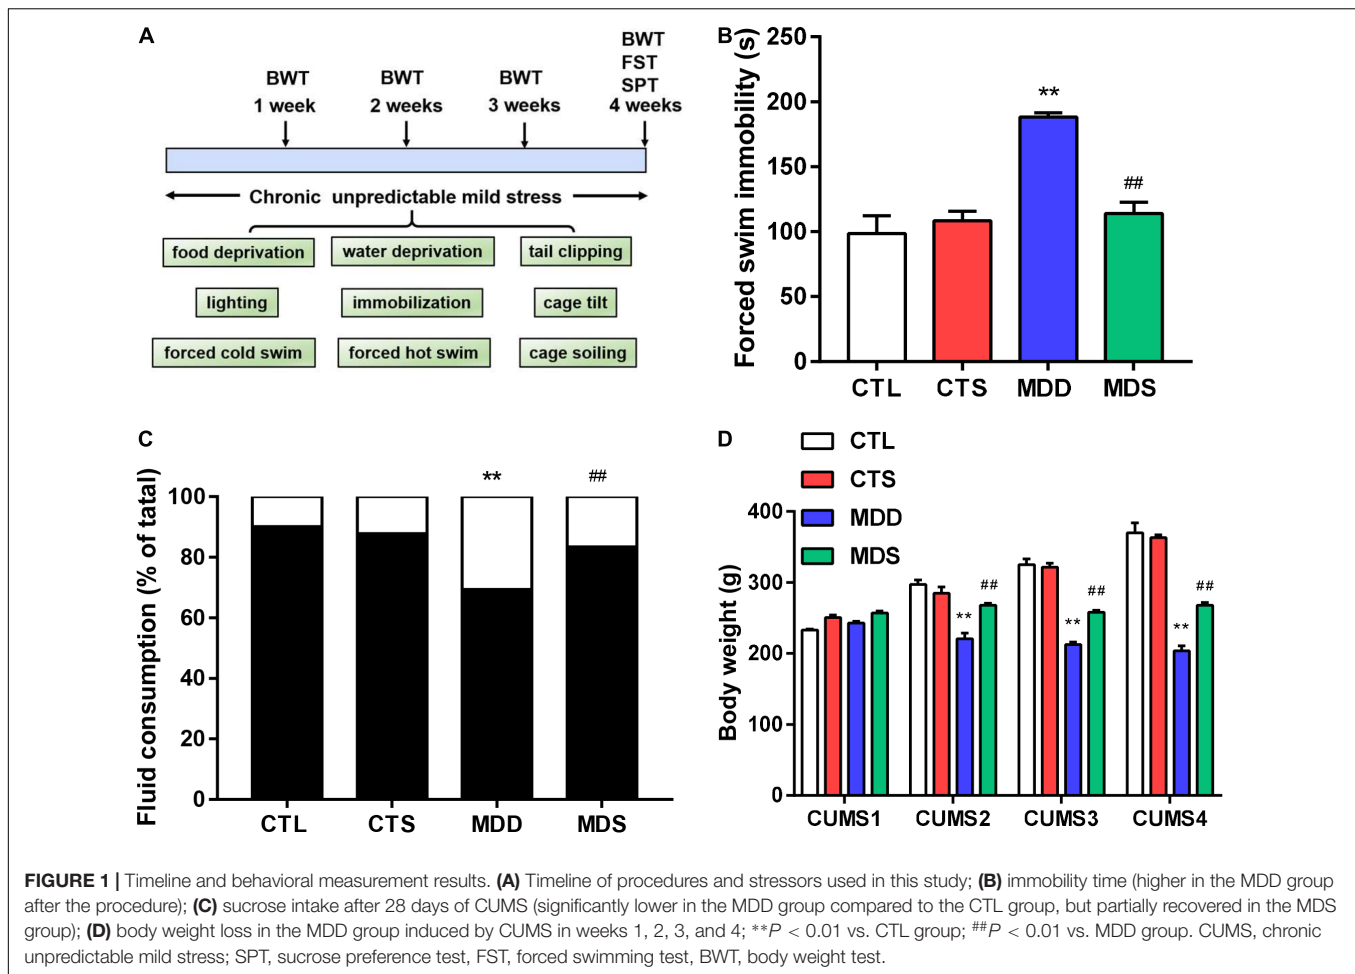 A
BWT
FST
SPT
BWT BWT BWT
1 week 2 weeks 3 weeks 4 weeks
Chronic unpredictable mild stress
food deprivation water deprivation tail clipping
lighting immobilization cage tilt
forced cold swim forced hot swim cage soiling
B
Forced swim immobility (s)
250
200
150
100
50
0
**
##
CTL CTS MDD MDS
C
Fluid consumption (% of tatal)
100
80
60
40
20
0
**
##
CTL CTS MDD MDS
D
CTL
CTS
MDD
MDS
Body weight (g)
400
300
200
100
0
** ## ** ## ** ##
CUMS1 CUMS2 CUMS3 CUMS4
FIGURE 1 | Timeline and behavioral measurement results. (A) Timeline of procedures and stressors used in this study; (B) immobility time (higher in the MDD group
after the procedure); (C) sucrose intake after 28 days of CUMS (significantly lower in the MDD group compared to the CTL group, but partially recovered in the MDS
group); (D) body weight loss in the MDD group induced by CUMS in weeks 1, 2, 3, and 4; **P < 0.01 vs. CTL group; ##P < 0.01 vs. MDD group. CUMS, chronic
unpredictable mild stress; SPT, sucrose preference test, FST, forced swimming test, BWT, body weight test.